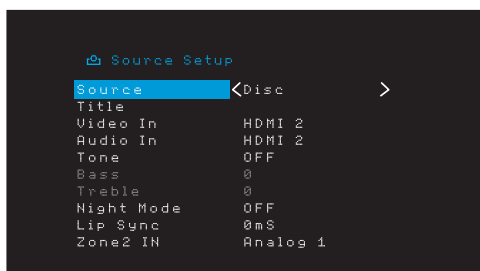 Source Setup
Source <Disc >
Title
Video In HDMI 2
Audio In HDMI 2
Tone OFF
Bass 0
Treble 0
Night Mode OFF
Lip Sync 0mS
Zone2 IN Analog 1